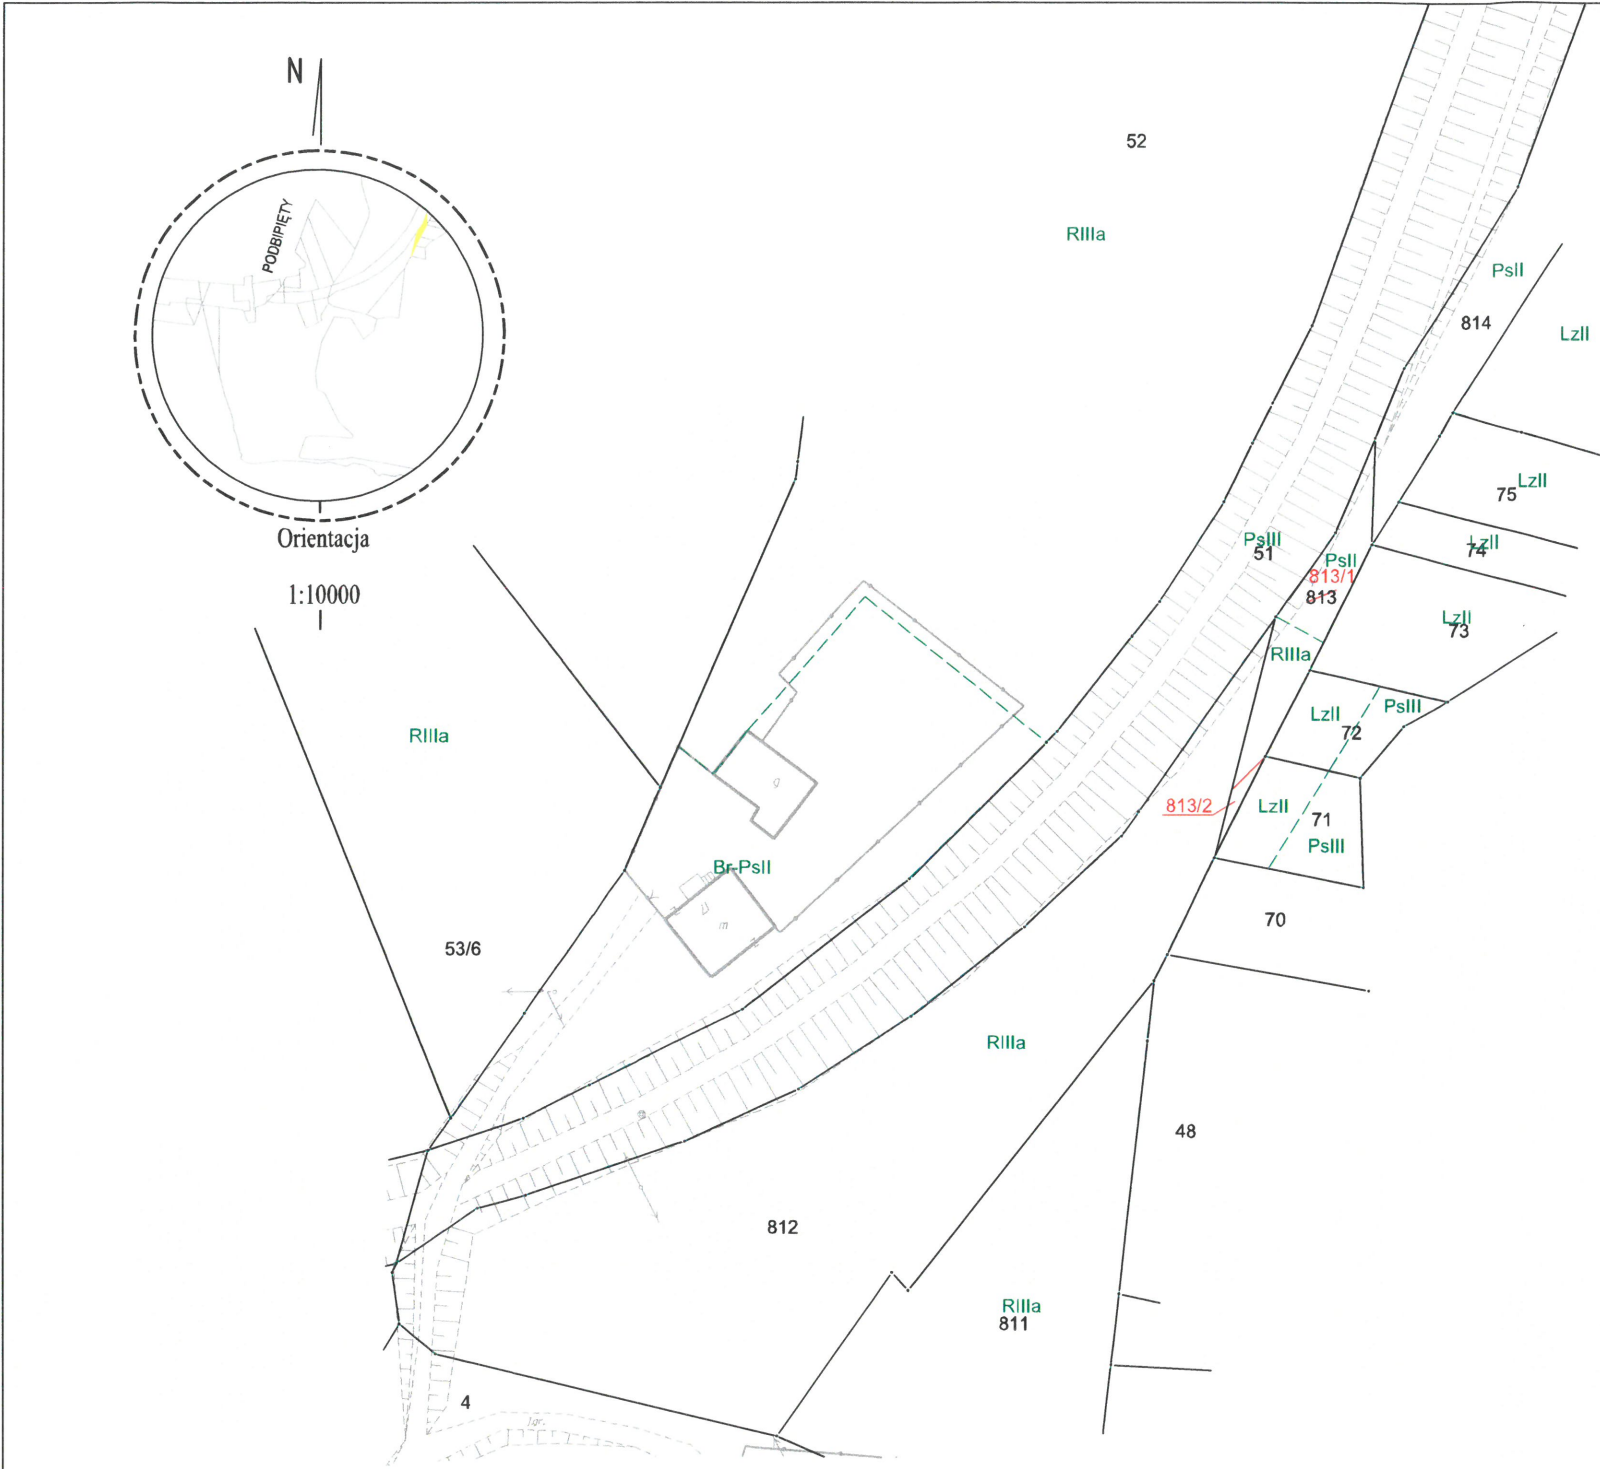 N
52
RIIIa
PODBIPIĘTY
PsII
814
LzII
LzII
75
Orientacja
PsIII
51
LzII
74
PsII
813/1
1:10000
813
LzII
73
RIIIa
PsIII
LzII
72
RIIIa
813/2
LzII
71
PsIII
Br-PsII
m
70
53/6
RIIIa
48
812
RIIIa
811
4